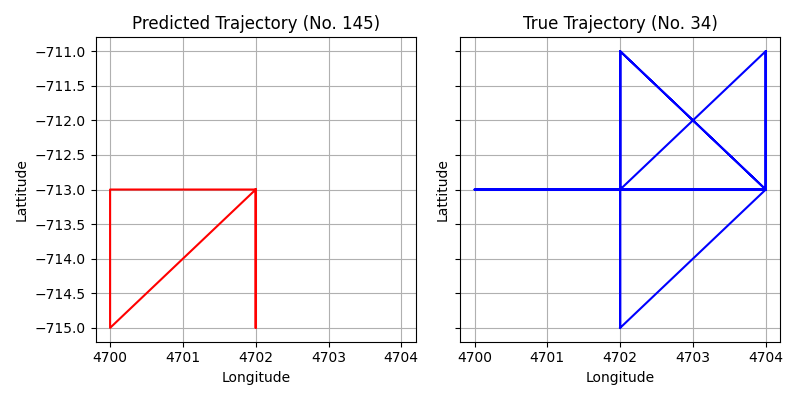 Predicted Trajectory (No. 145)
Lattitude
−711.0
−711.5
−712.0
−712.5
−713.0
−713.5
−714.0
−714.5
−715.0
4700 4701 4702 4703 4704
Longitude
True Trajectory (No. 34)
Lattitude
4700 4701 4702 4703 4704
Longitude